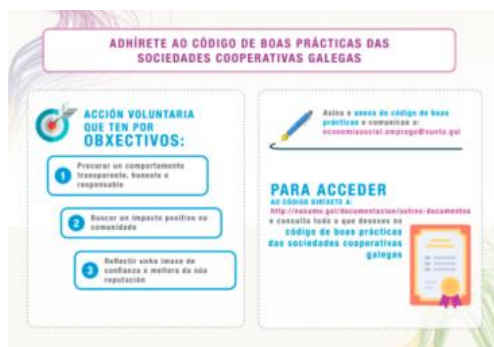 ADHÍRETE AO CÓDIGO DE BOAS PRÁCTICAS DAS
SOCIEDADES COOPERATIVAS GALEGAS
ACCIÓN VOLUNTARIA
QUE TEN POR
OBXECTIVOS:
1
Procurar un comportamento
transparente, honesto e
responsable
2
Buscar un impacto positivo na
comunidade
3
Reflectir unha imaxe de
confianza e mellora da súa
reputación
Asina o anexo do código de boas
prácticas e comunícao a:
economiasocial.emprego@xunta.gal
PARA ACCEDER
AO CÓDIGO DIRÍXETE A:
http://eusumo.gal/documentacion/outros-documentos
e consulta todo o que desexes no
código de boas prácticas
das sociedades cooperativas
galegas